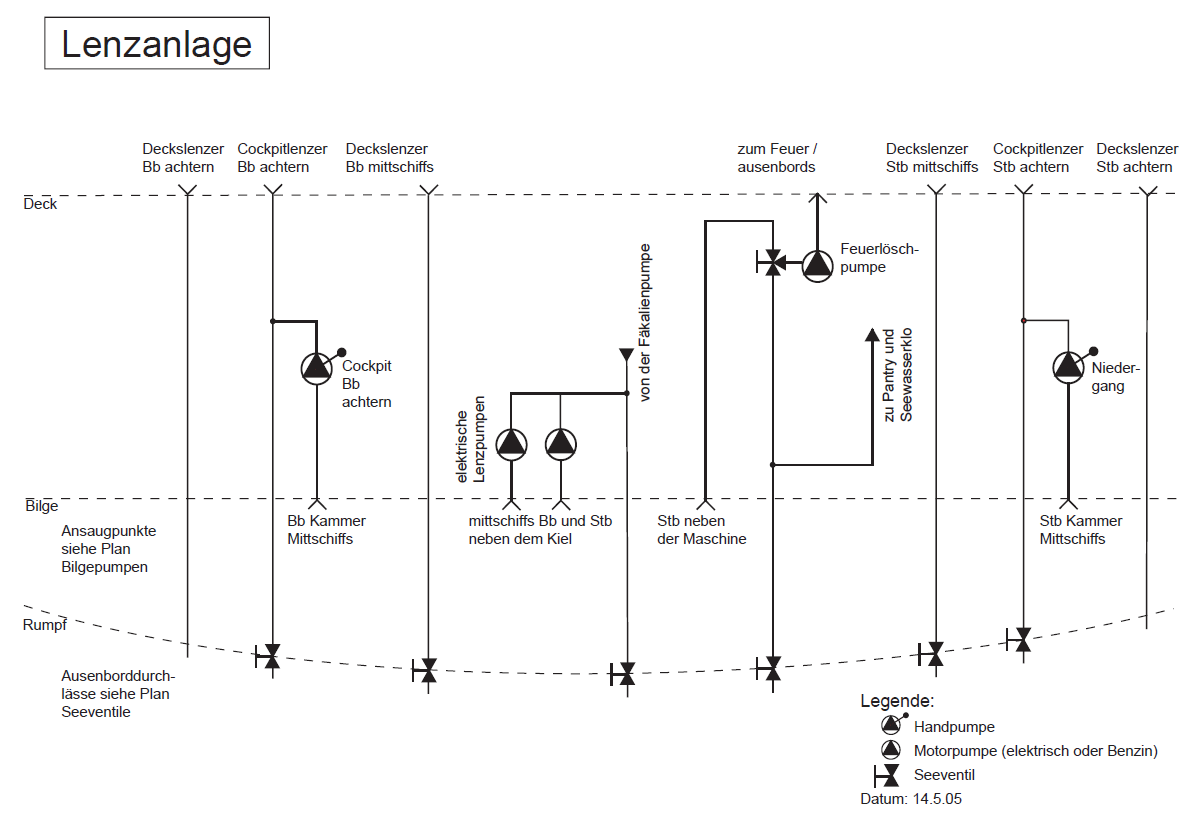 Lenzanlage
Deckslenzer
Bb achtern
Cockpitlenzer
Bb achtern
Deckslenzer
Bb mittschiffs
zum Feuer /
ausenbords
Deckslenzer
Stb mittschiffs
Cockpitlenzer
Stb achtern
Deckslenzer
Stb achtern
Deck
Feuerlösch-
pumpe
von der Fäkalienpumpe
Cockpit
Bb
achtern
elektrische
Lenzpumpen
zu Pantry und
Seewasserklo
Nieder-
gang
Bilge
Ansaugpunkte
siehe Plan
Bilgepumpen
Bb Kammer
Mittschiffs
mittschiffs Bb und Stb
neben dem Kiel
Stb neben
der Maschine
Stb Kammer
Mittschiffs
Rumpf
Ausenborddurch-
lässe siehe Plan
Seeventile
Legende:
Handpumpe
Motorpumpe (elektrisch oder Benzin)
Seeventil
Datum: 14.5.05